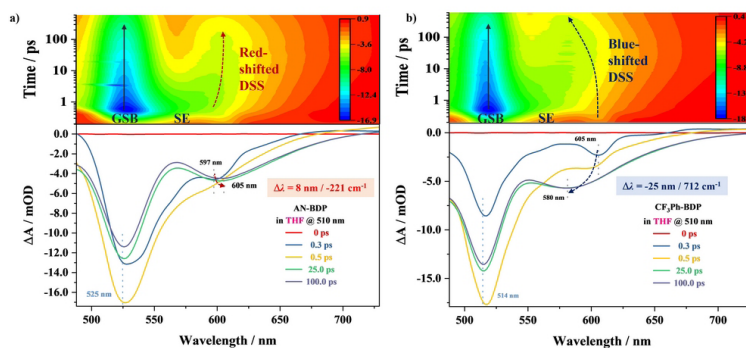 a)
Time / ps
100
10
1
GSB
SE
Red-
shifted
DSS
0.9
-3.6
-8.0
-12.5
-16.9
0.0
-2.0
-4.0
-6.0
-8.0
-10.0
-12.0
-14.0
-16.0
ΔA / mOD
597 nm
605 nm
Δλ = 8 nm / -221 cm⁻¹
AN-BDP
in THF @ 510 nm
0 ps
0.3 ps
0.5 ps
25.0 ps
100.0 ps
525 nm
500 550 600 650 700
Wavelength / nm
b)
Time / ps
100
10
1
GSB
SE
Blue-
shifted
DSS
0.0
-5.0
-10.0
-15.0
ΔA / mOD
605 nm
580 nm
Δλ = -25 nm / 712 cm⁻¹
CF₃Ph-BDP
in THF @ 510 nm
0 ps
0.3 ps
0.5 ps
25.0 ps
100.0 ps
514 nm
500 550 600 650 700
Wavelength / nm